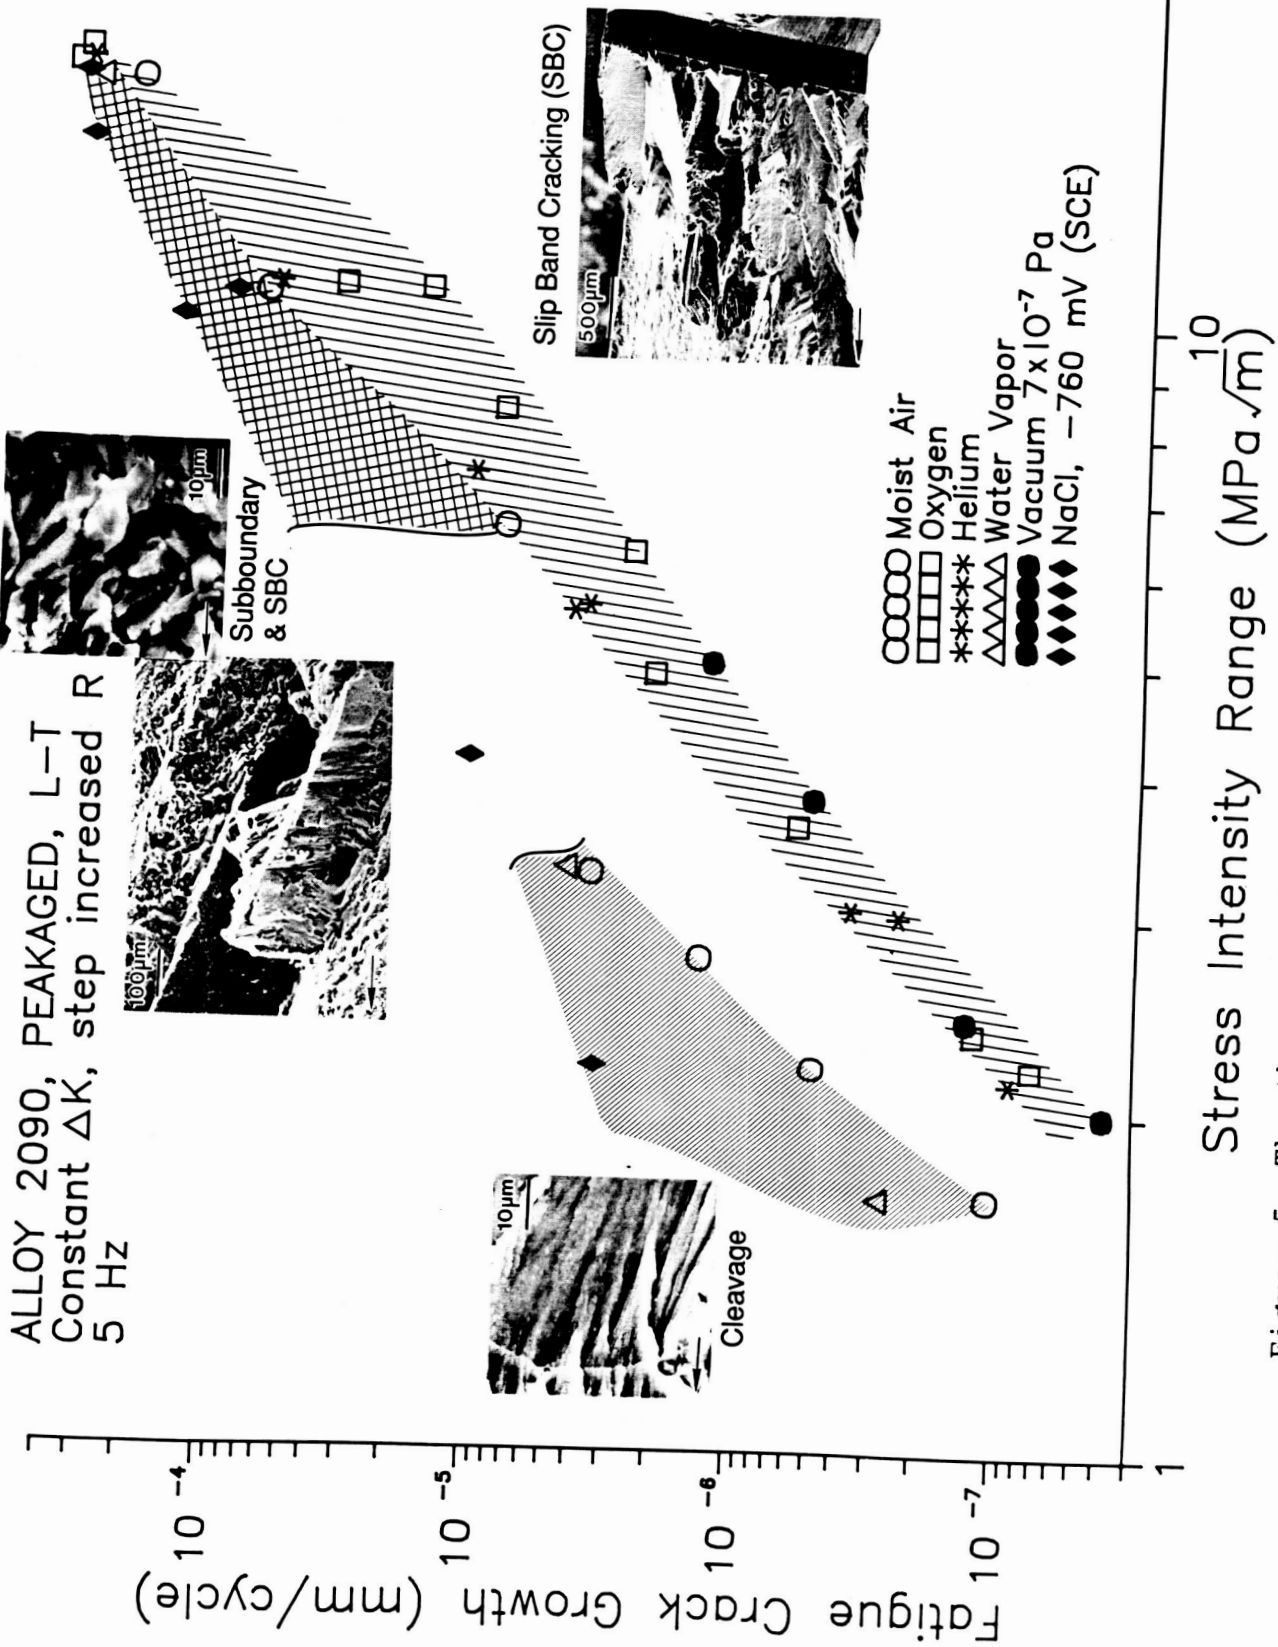 ALLOY 2090, PEAKAGED, L-T
Constant ΔK, step increased R
5 Hz
100μm
10μm
Subboundary
& SBC
Slip Band Cracking (SBC)
500μm
10μm
Cleavage
Moist Air
Oxygen
Helium
Water Vapor
Vacuum 7x10⁻⁷ Pa
NaCl, -760 mV (SCE)
Fatigue Crack Growth (mm/cycle)
10⁻⁴
10⁻⁵
10⁻⁶
10⁻⁷
1
10
Stress Intensity Range (MPa√m)
Figure 5